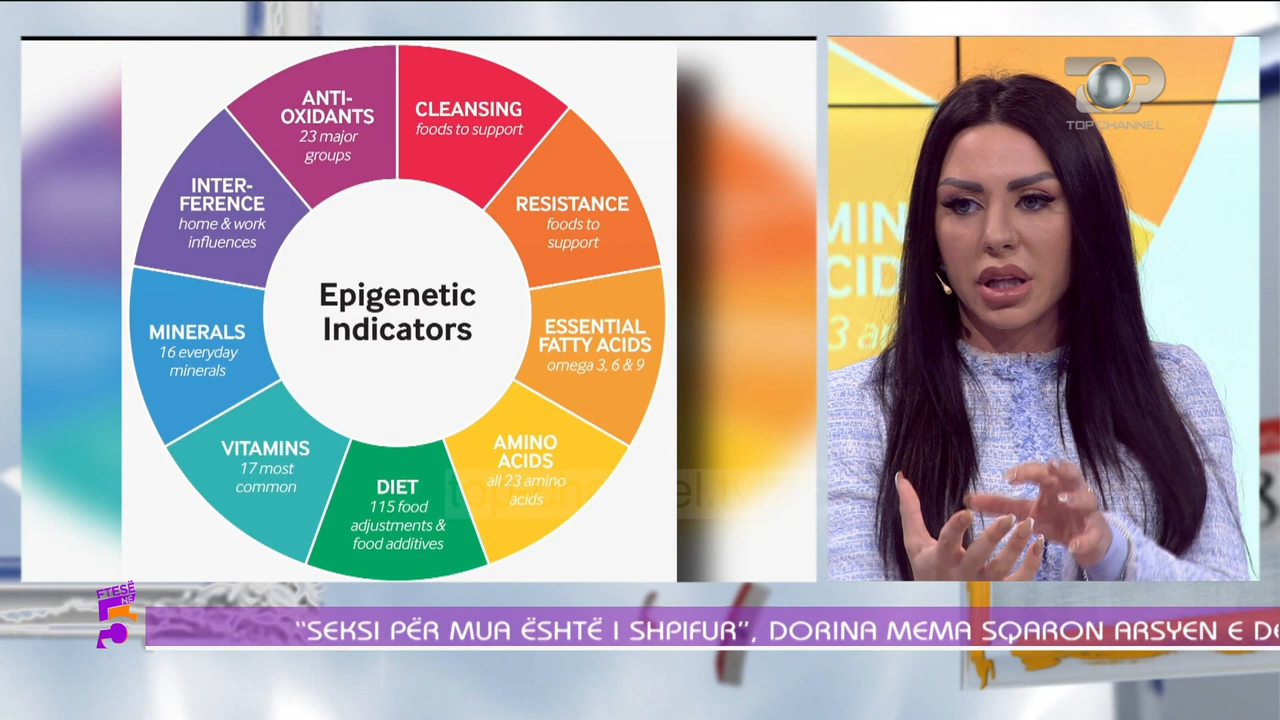 ANTI-
OXIDANTS
23 major
groups
CLEANSING
foods to support
INTER-
FERENCE
home & work
influences
RESISTANCE
foods to
support
Epigenetic
Indicators
MINERALS
16 everyday
minerals
ESSENTIAL
FATTY ACIDS
omega 3, 6 & 9
VITAMINS
17 most
common
AMINO
ACIDS
all 23 amino
acids
DIET
115 food
adjustments &
food additives
TOP CHANNEL
FTESË
NË
5
"SEKSI PËR MUA ËSHTË I SHPIFUR", DORINA MEMA SQARON ARSYEN E